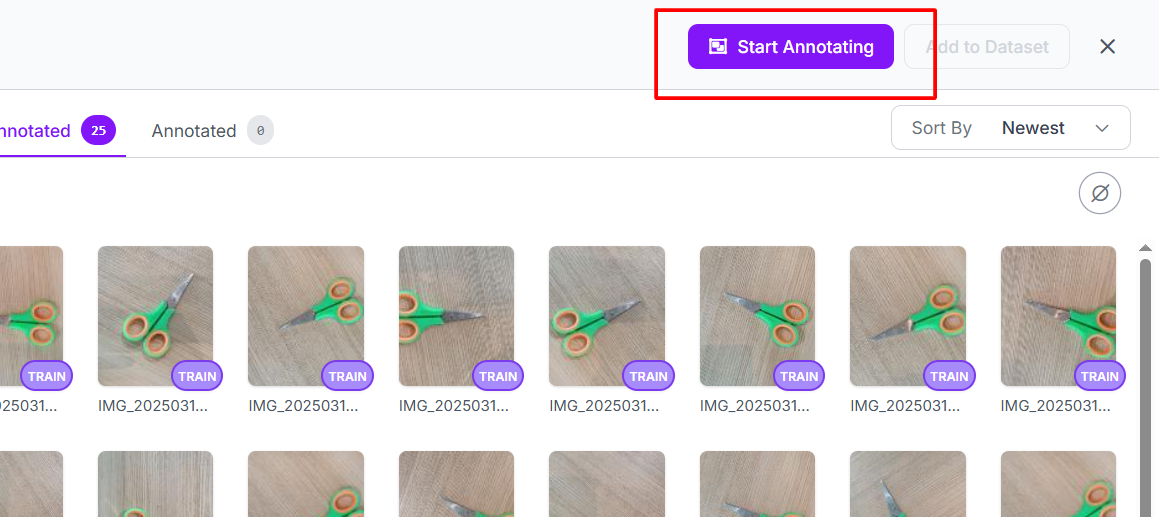 Start Annotating Add to Dataset
nnotated 25 Annotated 0 Sort By Newest
TRAIN TRAIN TRAIN TRAIN TRAIN TRAIN TRAIN TRAIN
025031... IMG_2025031... IMG_2025031... IMG_2025031... IMG_2025031... IMG_2025031... IMG_2025031... IMG_2025031...